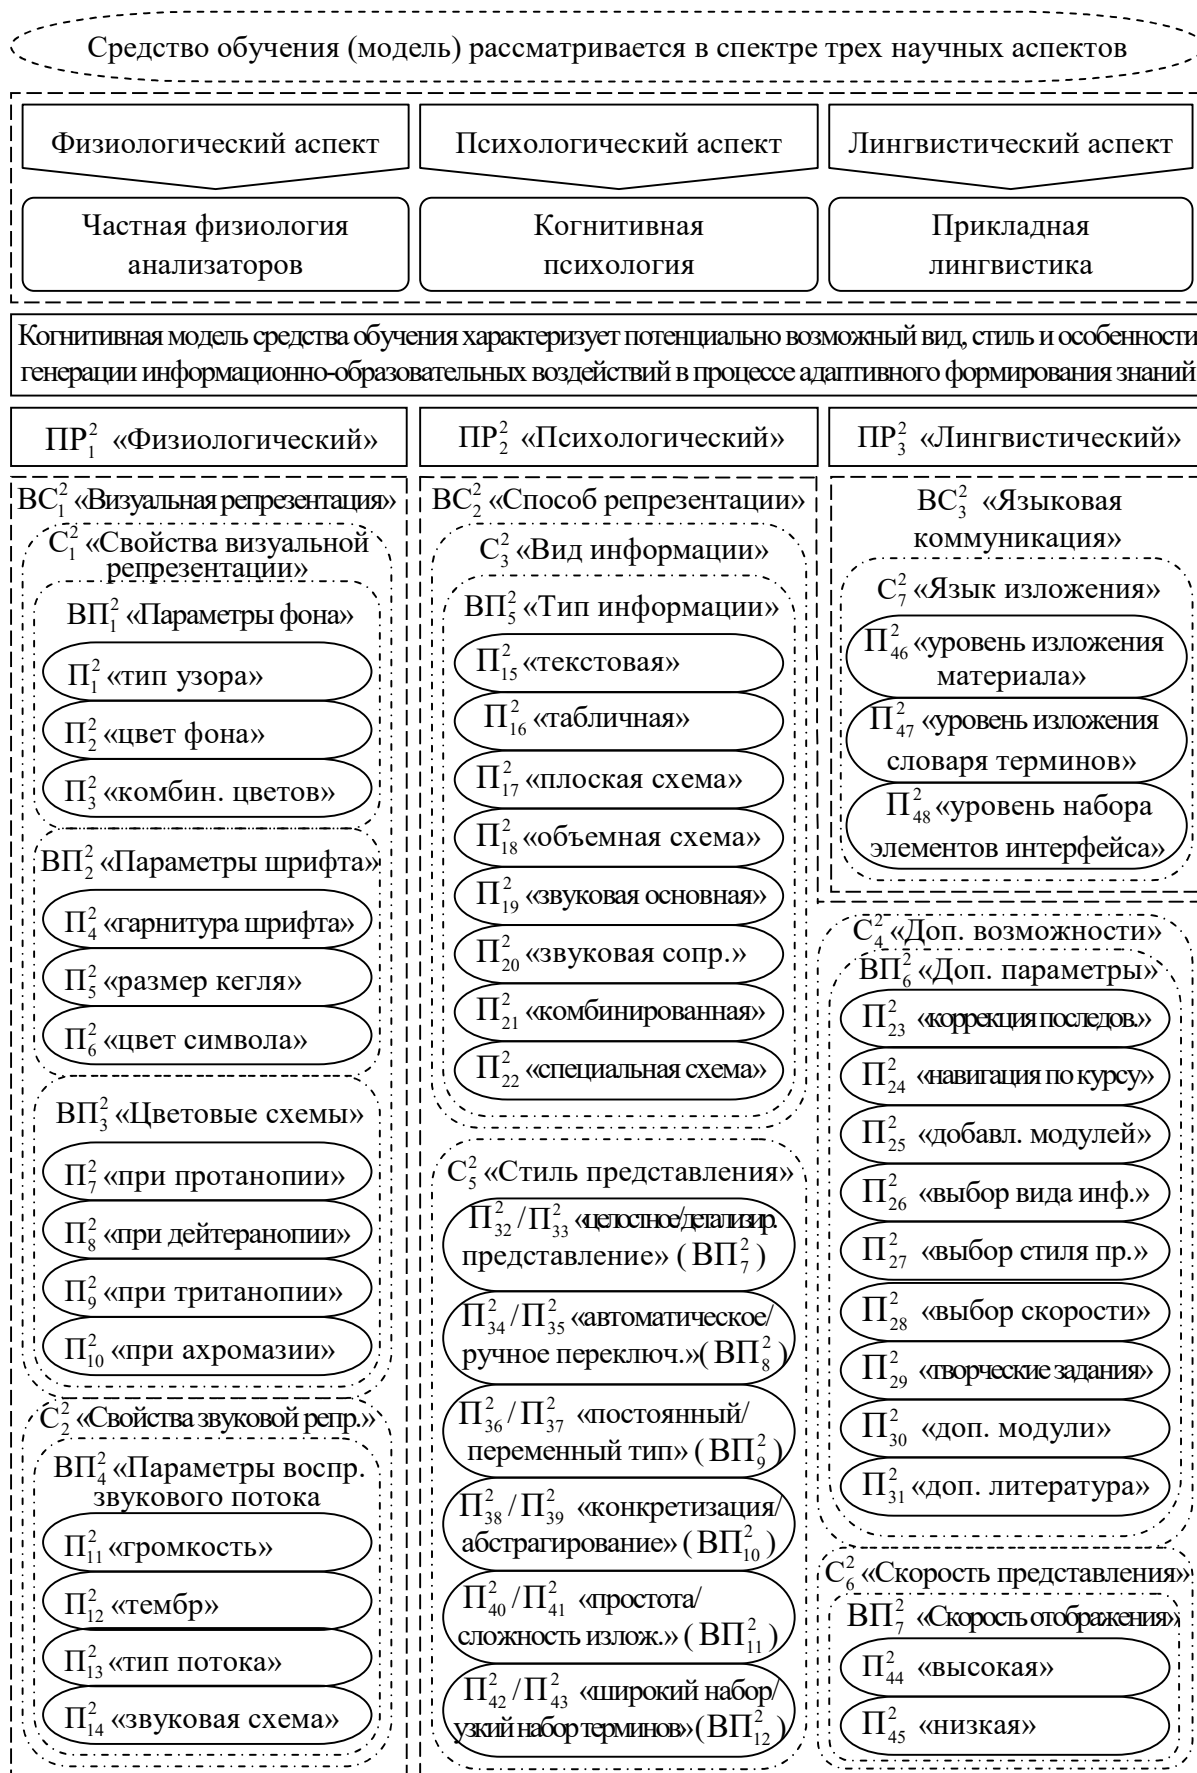 Средство обучения (модель) рассматривается в спектре трех научных аспектов
Физиологический аспект
Психологический аспект
Лингвистический аспект
Частная физиология
анализаторов
Когнитивная
психология
Прикладная
лингвистика
Когнитивная модель средства обучения характеризует потенциально возможный вид, стиль и особенности
генерации информационно-образовательных воздействий в процессе адаптивного формирования знаний
ПР₁² «Физиологический»
ПР₂² «Психологический»
ПР₃² «Лингвистический»
ВС₁² «Визуальная репрезентация»
С₁² «Свойства визуальной
репрезентации»
ВП₁² «Параметры фона»
П₁² «тип узора»
П₂² «цвет фона»
П₃² «комбин. цветов»
ВП₂² «Параметры шрифта»
П₄² «гарнитура шрифта»
П₅² «размер кегля»
П₆² «цвет символа»
ВП₃² «Цветовые схемы»
П₇² «при протанопии»
П₈² «при дейтеранопии»
П₉² «при тританопии»
П₁₀² «при ахромазии»
С₂² «Свойства звуковой репр.»
ВП₄² «Параметры воспр.
звукового потока
П₁₁² «громкость»
П₁₂² «тембр»
П₁₃² «тип потока»
П₁₄² «звуковая схема»
ВС₂² «Способ репрезентации»
С₃² «Вид информации»
ВП₅² «Тип информации»
П₁₅² «текстовая»
П₁₆² «табличная»
П₁₇² «плоская схема»
П₁₈² «объемная схема»
П₁₉² «звуковая основная»
П₂₀² «звуковая сопр.»
П₂₁² «комбинированная»
П₂₂² «специальная схема»
С₅² «Стиль представления»
П₃₂² / П₃₃² «целостное/детализир.
представление» ( ВП₇² )
П₃₄² / П₃₅² «автоматическое/
ручное переключ.»( ВП₈² )
П₃₆² / П₃₇² «постоянный/
переменный тип» ( ВП₉² )
П₃₈² / П₃₉² «конкретизация/
абстрагирование» ( ВП₁₀² )
П₄₀² / П₄₁² «простота/
сложность излож.» ( ВП₁₁² )
П₄₂² / П₄₃² «широкий набор/
узкий набор терминов» ( ВП₁₂² )
ВС₃² «Языковая
коммуникация»
С₇² «Язык изложения»
П₄₆² «уровень изложения
материала»
П₄₇² «уровень изложения
словаря терминов»
П₄₈² «уровень набора
элементов интерфейса»
С₄² «Доп. возможности»
ВП₆² «Доп. параметры»
П₂₃² «коррекция последов.»
П₂₄² «навигация по курсу»
П₂₅² «добавл. модулей»
П₂₆² «выбор вида инф.»
П₂₇² «выбор стиля пр.»
П₂₈² «выбор скорости»
П₂₉² «творческие задания»
П₃₀² «доп. модули»
П₃₁² «доп. литература»
С₆² «Скорость представления»
ВП₇² «Скорость отображения»
П₄₄² «высокая»
П₄₅² «низкая»